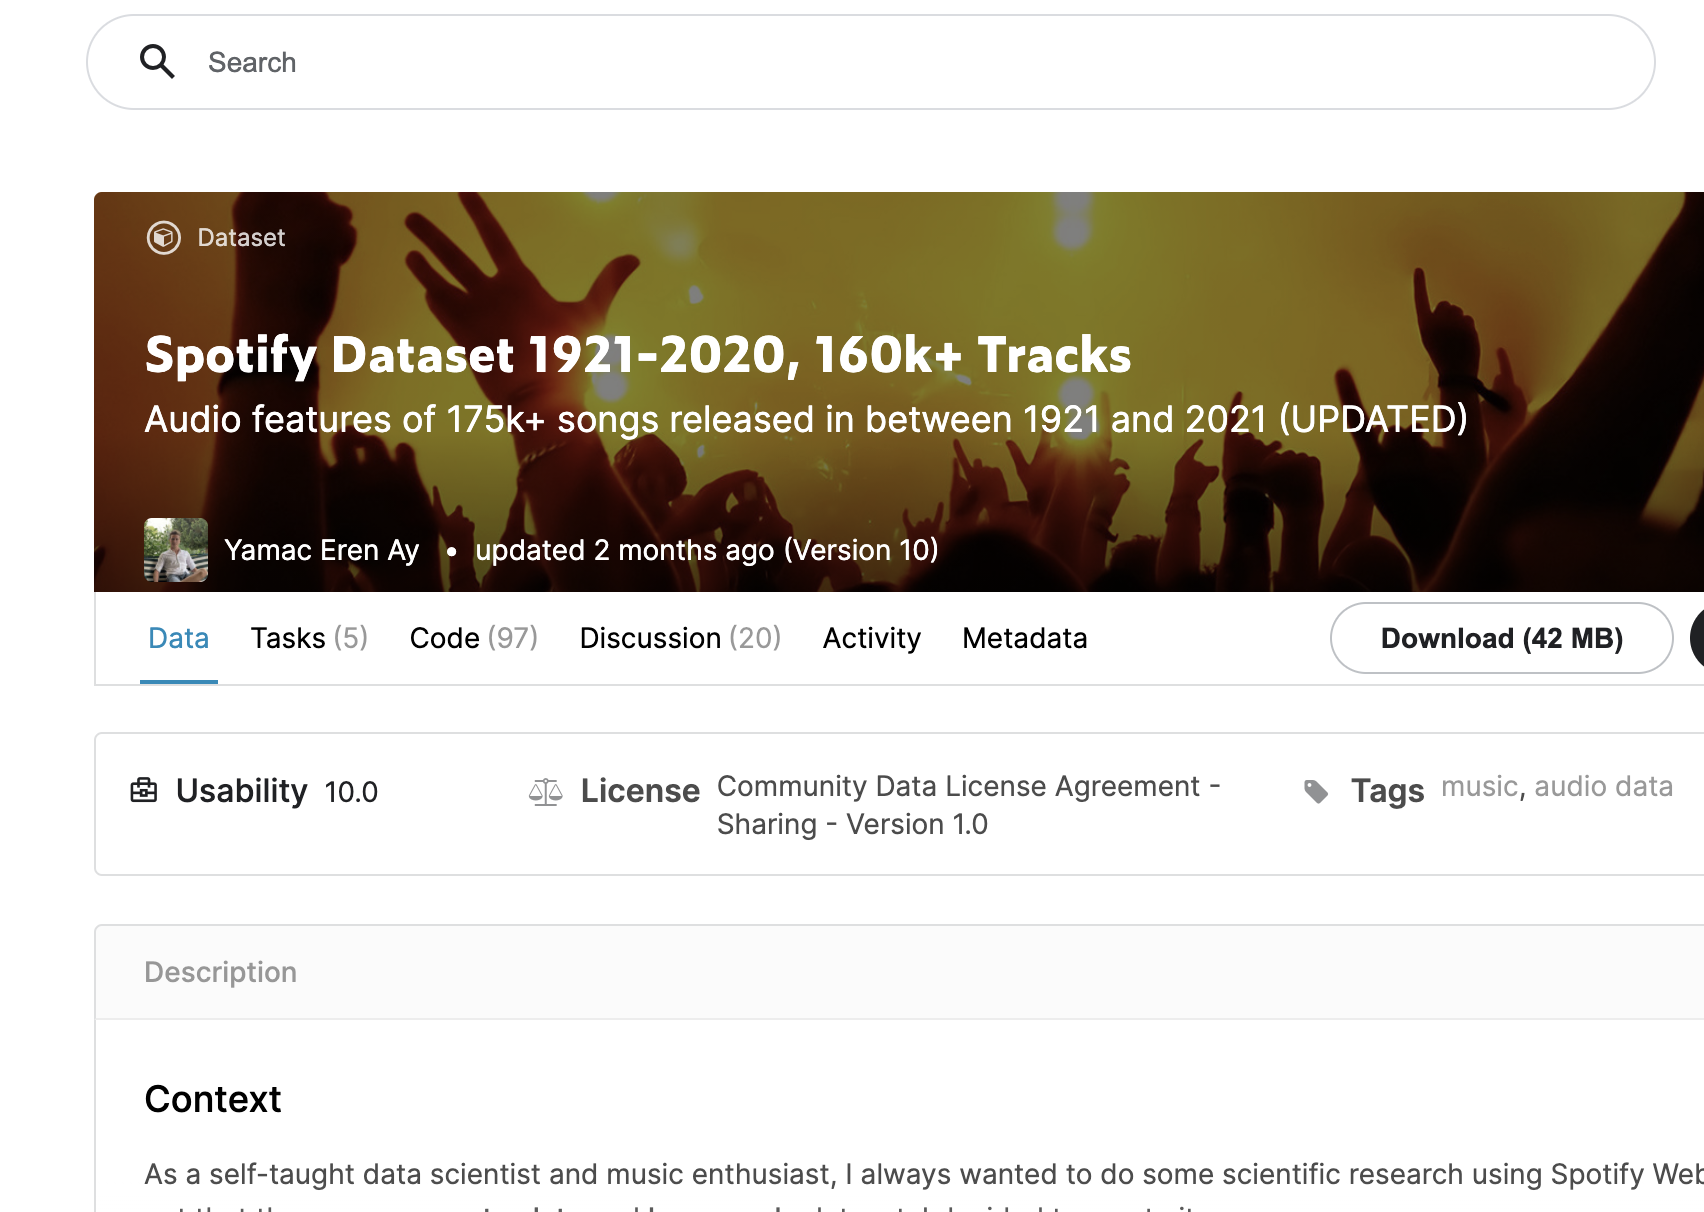 Search
Dataset
Spotify Dataset 1921-2020, 160k+ Tracks
Audio features of 175k+ songs released in between 1921 and 2021 (UPDATED)
Yamac Eren Ay • updated 2 months ago (Version 10)
Data Tasks (5) Code (97) Discussion (20) Activity Metadata Download (42 MB)
Usability 10.0 License Community Data License Agreement - Tags music, audio data
Sharing - Version 1.0
Description
Context
As a self-taught data scientist and music enthusiast, I always wanted to do some scientific research using Spotify Web